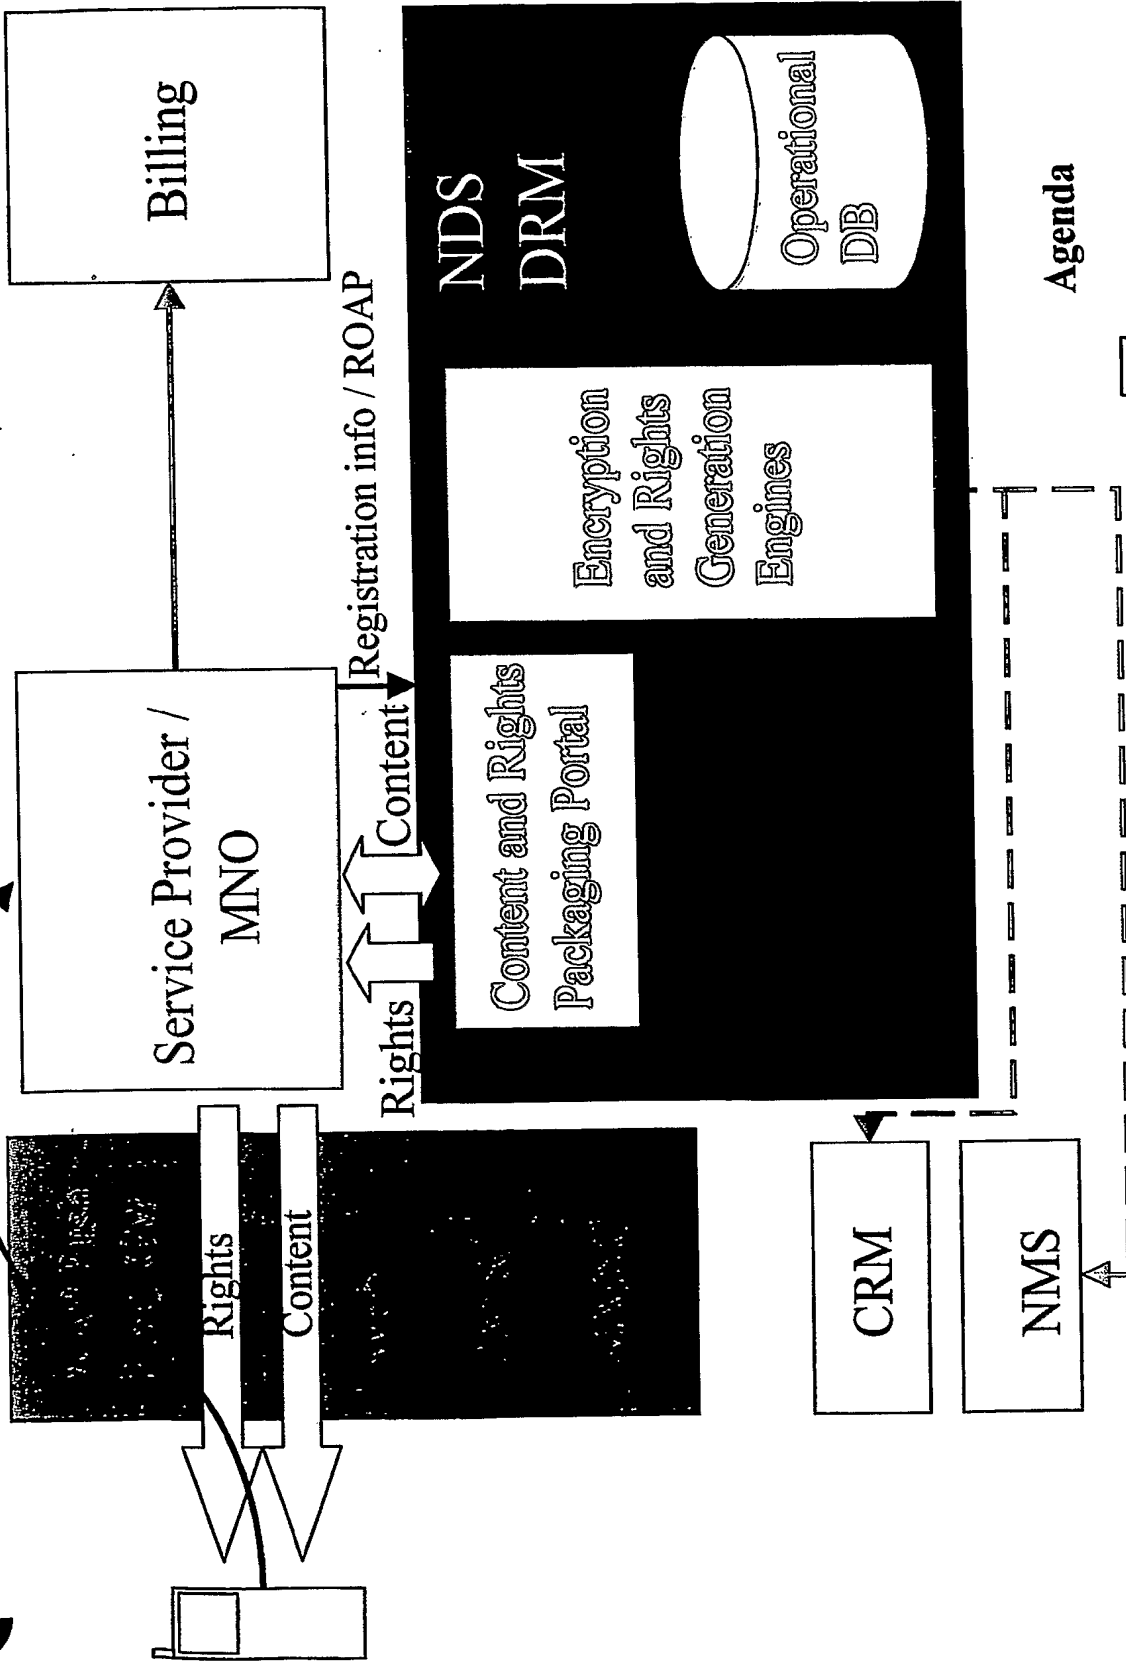 Billing
Service Provider /
MNO
Registration info / ROAP
Content
Rights
NDS
DRM
Operational
DB
Encryption
and Rights
Generation
Engines
Content and Rights
Packaging Portal
Rights
Content
CRM
NMS
Agenda